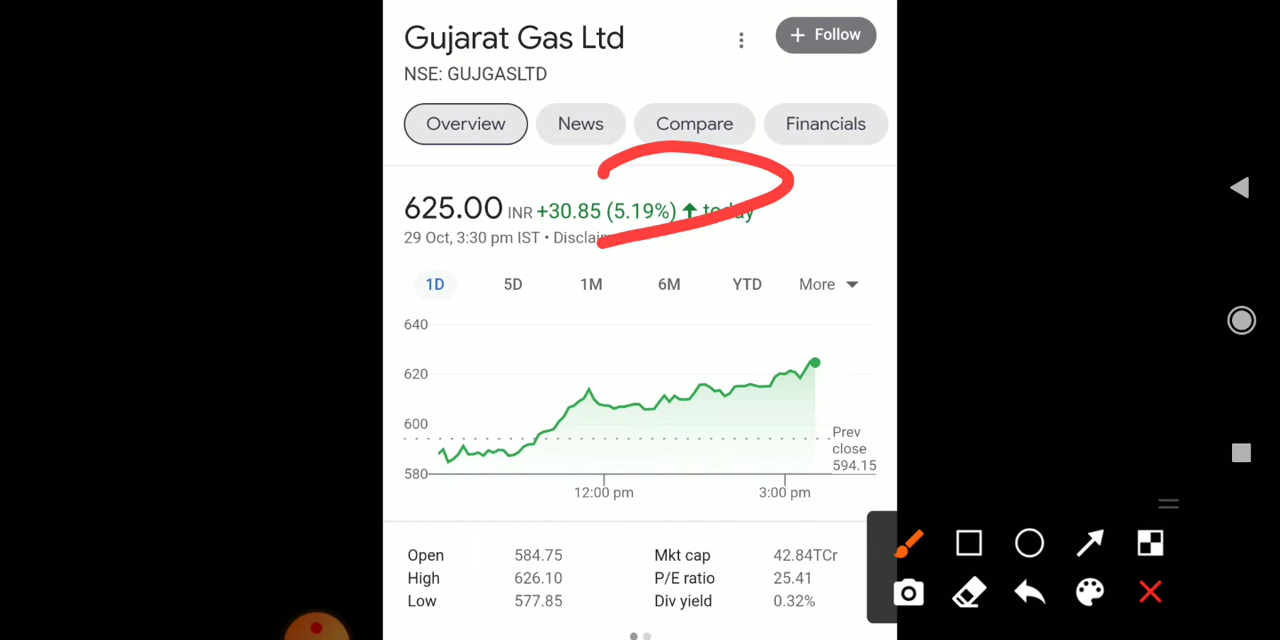 Gujarat Gas Ltd
+ Follow
NSE: GUJGASLTD
Overview News Compare Financials
625.00 INR +30.85 (5.19%) ↑ today
29 Oct, 3:30 pm IST •
1D 5D 1M 6M YTD More
640
620
600
580
Prev
close
594.15
12:00 pm 3:00 pm
Open 584.75 Mkt cap 42.84TCr
High 626.10 P/E ratio 25.41
Low 577.85 Div yield 0.32%